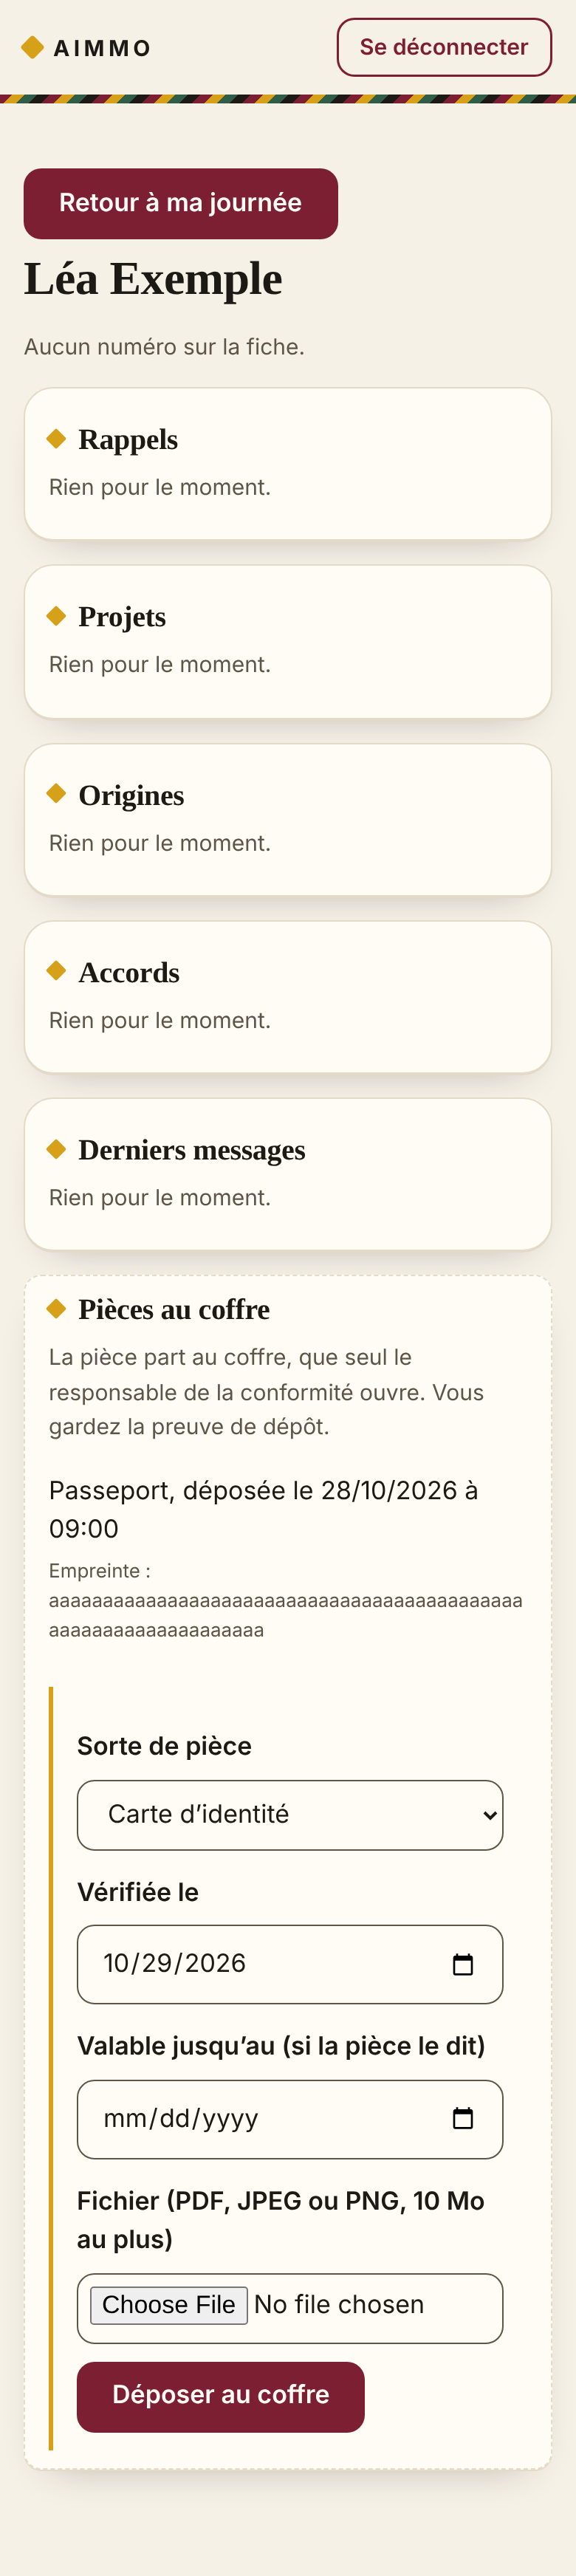 AIMMO
Se déconnecter
Retour à ma journée
Léa Exemple
Aucun numéro sur la fiche.
Rappels
Rien pour le moment.
Projets
Rien pour le moment.
Origines
Rien pour le moment.
Accords
Rien pour le moment.
Derniers messages
Rien pour le moment.
Pièces au coffre
La pièce part au coffre, que seul le
responsable de la conformité ouvre. Vous
gardez la preuve de dépôt.
Passeport, déposée le 28/10/2026 à
09:00
Empreinte :
aaaaaaaaaaaaaaaaaaaaaaaaaaaaaaaaaaaaaaaaaaaa
aaaaaaaaaaaaaaaaaaaa
Sorte de pièce
Carte d’identité
Vérifiée le
10/29/2026
Valable jusqu’au (si la pièce le dit)
mm/dd/yyyy
Fichier (PDF, JPEG ou PNG, 10 Mo
au plus)
Choose File No file chosen
Déposer au coffre